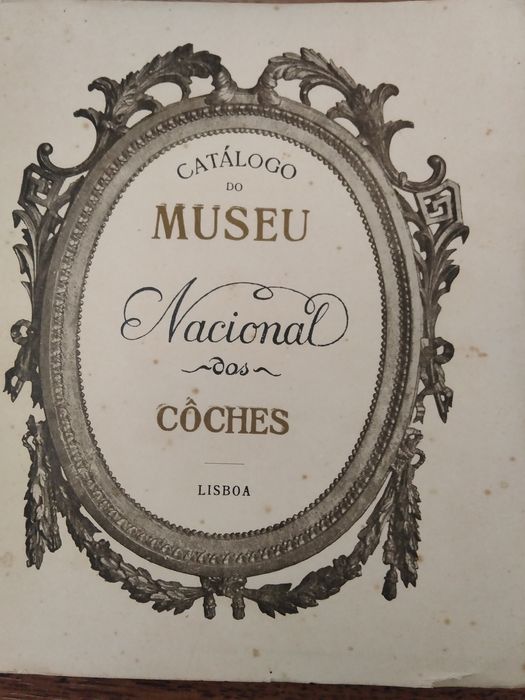 CATÁLOGO
DO
MUSEU
Nacional
dos
CÔCHES
LISBOA